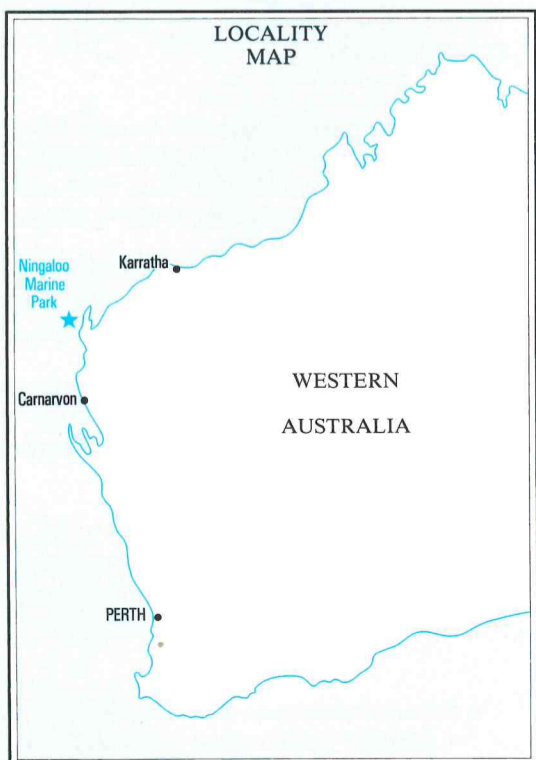 LOCALITY
MAP
Karratha
Ningaloo
Marine
Park
Carnarvon
WESTERN
AUSTRALIA
PERTH